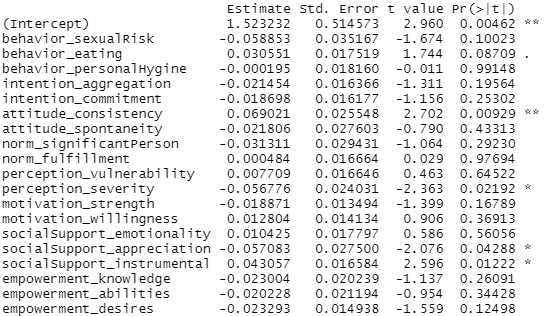 Estimate Std. Error t value Pr(>|t|)
(Intercept) 1.523232 0.514573 2.960 0.00462 **
behavior_sexualRisk -0.058853 0.035167 -1.674 0.10023
behavior_eating 0.030551 0.017519 1.744 0.08709 .
behavior_personalHygine -0.000195 0.018160 -0.011 0.99148
intention_aggregation -0.021454 0.016366 -1.311 0.19564
intention_commitment -0.018698 0.016177 -1.156 0.25302
attitude_consistency 0.069021 0.025548 2.702 0.00929 **
attitude_spontaneity -0.021806 0.027603 -0.790 0.43313
norm_significantPerson -0.031311 0.029431 -1.064 0.29230
norm_fulfillment 0.000484 0.016664 0.029 0.97694
perception_vulnerability 0.007709 0.016646 0.463 0.64522
perception_severity -0.056776 0.024031 -2.363 0.02192 *
motivation_strength -0.018871 0.013494 -1.399 0.16789
motivation_willingness 0.012804 0.014134 0.906 0.36913
socialSupport_emotionality 0.010425 0.017797 0.586 0.56056
socialSupport_appreciation -0.057083 0.027500 -2.076 0.04288 *
socialSupport_instrumental 0.043057 0.016584 2.596 0.01222 *
empowerment_knowledge -0.023004 0.020239 -1.137 0.26091
empowerment_abilities -0.020228 0.021194 -0.954 0.34428
empowerment_desires -0.023293 0.014938 -1.559 0.12498